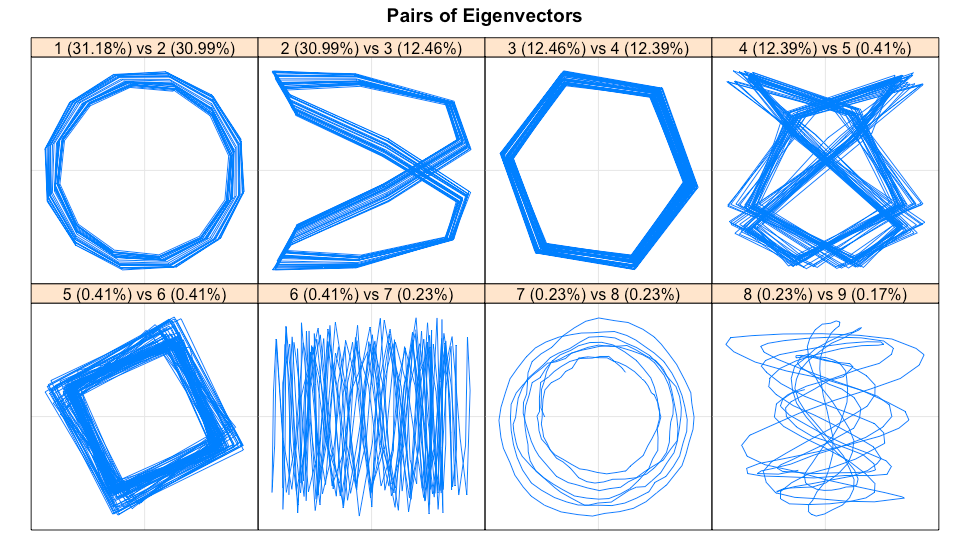 Pairs of Eigenvectors
1 (31.18%) vs 2 (30.99%)
2 (30.99%) vs 3 (12.46%)
3 (12.46%) vs 4 (12.39%)
4 (12.39%) vs 5 (0.41%)
5 (0.41%) vs 6 (0.41%)
6 (0.41%) vs 7 (0.23%)
7 (0.23%) vs 8 (0.23%)
8 (0.23%) vs 9 (0.17%)